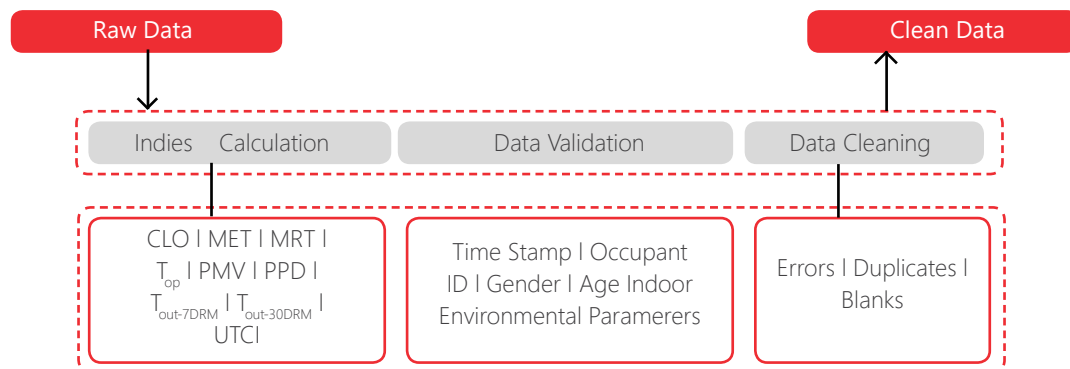 Raw Data
Clean Data
Indies Calculation
Data Validation
Data Cleaning
CLO I MET I MRT I
Top I PMV I PPD I
Tout-7DRM I Tout-30DRM I
UTCI
Time Stamp I Occupant
ID I Gender I Age Indoor
Environmental Paramerers
Errors I Duplicates I
Blanks